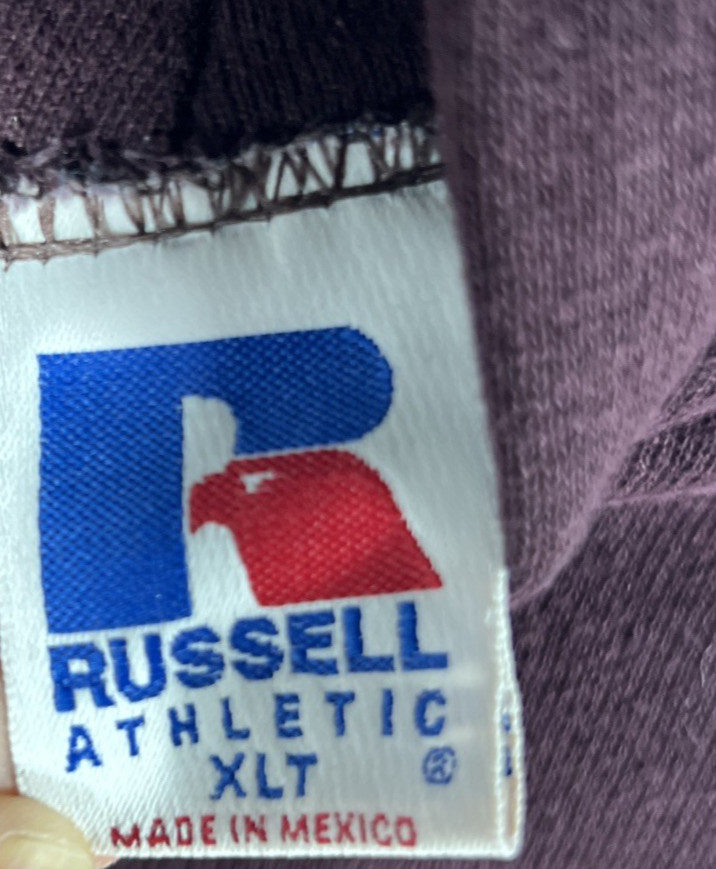 RUSSELL
ATHLETIC
XLT ®
MADE IN MEXICO